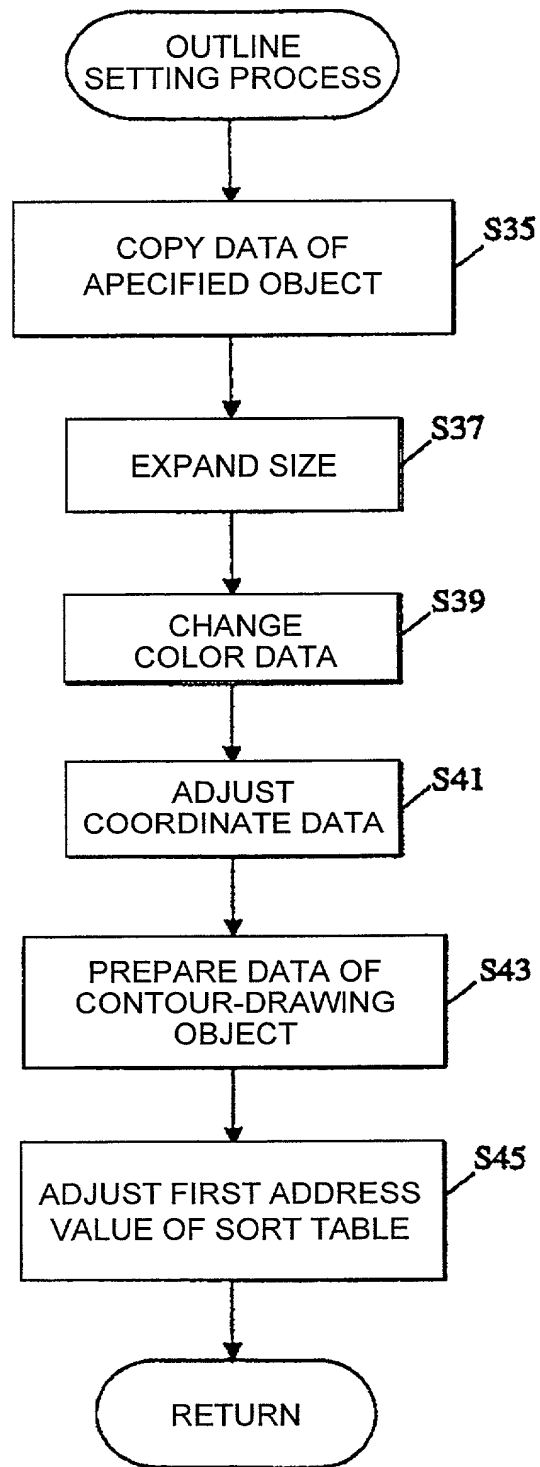 OUTLINE
SETTING PROCESS
COPY DATA OF
APECIFIED OBJECT
S35
EXPAND SIZE
S37
CHANGE
COLOR DATA
S39
ADJUST
COORDINATE DATA
S41
PREPARE DATA OF
CONTOUR-DRAWING
OBJECT
S43
ADJUST FIRST ADDRESS
VALUE OF SORT TABLE
S45
RETURN